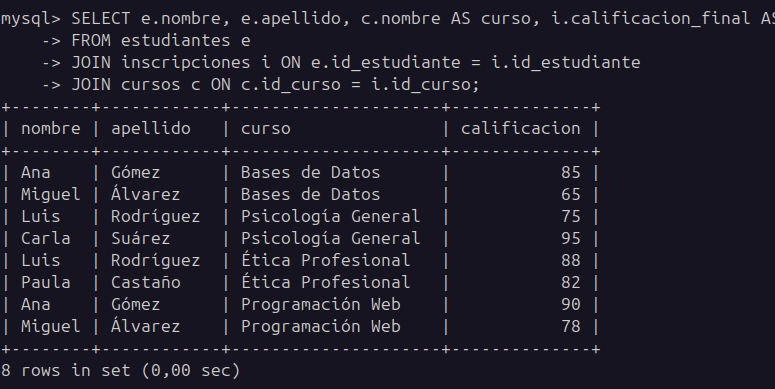 mysql> SELECT e.nombre, e.apellido, c.nombre AS curso, i.calificacion_final AS
    -> FROM estudiantes e
    -> JOIN inscripciones i ON e.id_estudiante = i.id_estudiante
    -> JOIN cursos c ON c.id_curso = i.id_curso;
+--------+------------+---------------------+--------------+
| nombre | apellido   | curso               | calificacion |
+--------+------------+---------------------+--------------+
| Ana    | Gómez      | Bases de Datos      |           85 |
| Miguel | Álvarez    | Bases de Datos      |           65 |
| Luis   | Rodríguez  | Psicología General  |           75 |
| Carla  | Suárez     | Psicología General  |           95 |
| Luis   | Rodríguez  | Ética Profesional   |           88 |
| Paula  | Castaño    | Ética Profesional   |           82 |
| Ana    | Gómez      | Programación Web    |           90 |
| Miguel | Álvarez    | Programación Web    |           78 |
+--------+------------+---------------------+--------------+
8 rows in set (0,00 sec)